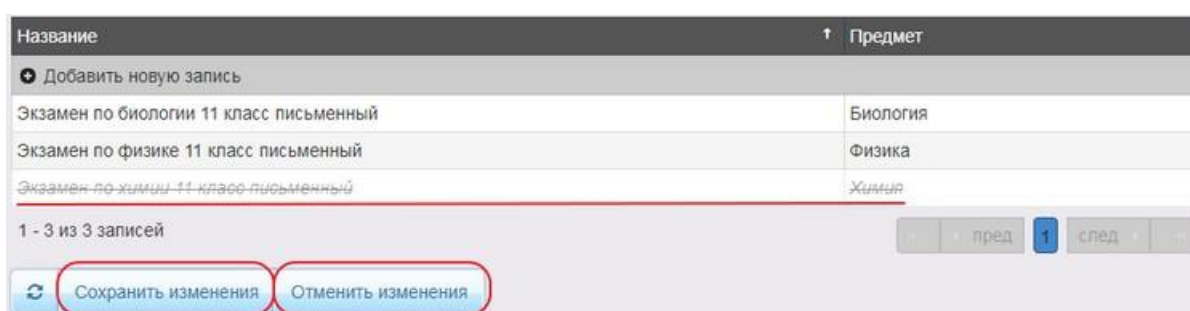 Название Предмет
Добавить новую запись
Экзамен по биологии 11 класс письменный Биология
Экзамен по физике 11 класс письменный Физика
Экзамен по химии 11 класс письменный Химия
1 - 3 из 3 записей пред 1 след
Сохранить изменения Отменить изменения